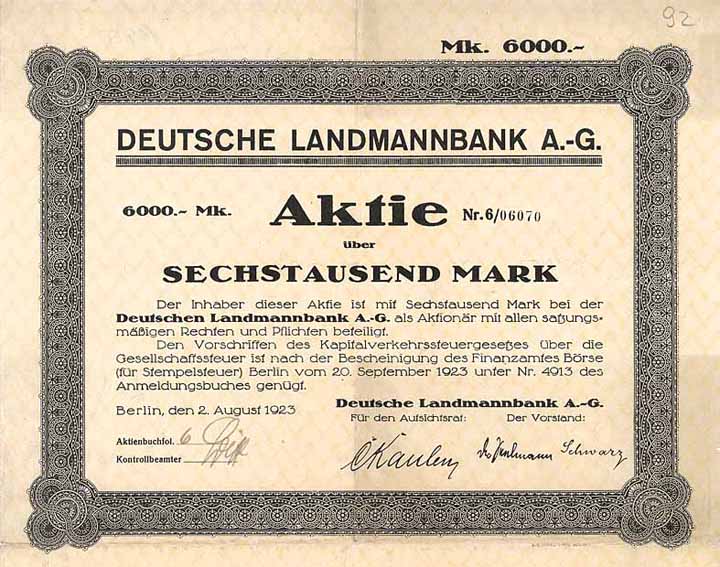 92
Mk. 6000.-
DEUTSCHE LANDMANNBANK A.-G.
6000.- Mk. Aktie Nr. 6/06070
über
SECHSTAUSEND MARK
Der Inhaber dieser Aktie ist mit Sechstausend Mark bei der
Deutschen Landmannbank A.-G. als Aktionär mit allen satzungs-
mäßigen Rechten und Pflichten beteiligt.
Den Vorschriften des Kapitalverkehrssteuergesetzes über die
Gesellschaftssteuer ist nach der Bescheinigung des Finanzamtes Börse
(für Stempelsteuer) Berlin vom 20. September 1923 unter Nr. 4913 des
Anmeldungsbuches genügt.
Berlin, den 2. August 1923
Deutsche Landmannbank A.-G.
Für den Aufsichtsrat: Der Vorstand:
Aktienbuchfol. 6
Kontrollbeamter
Kaulen Schwarz